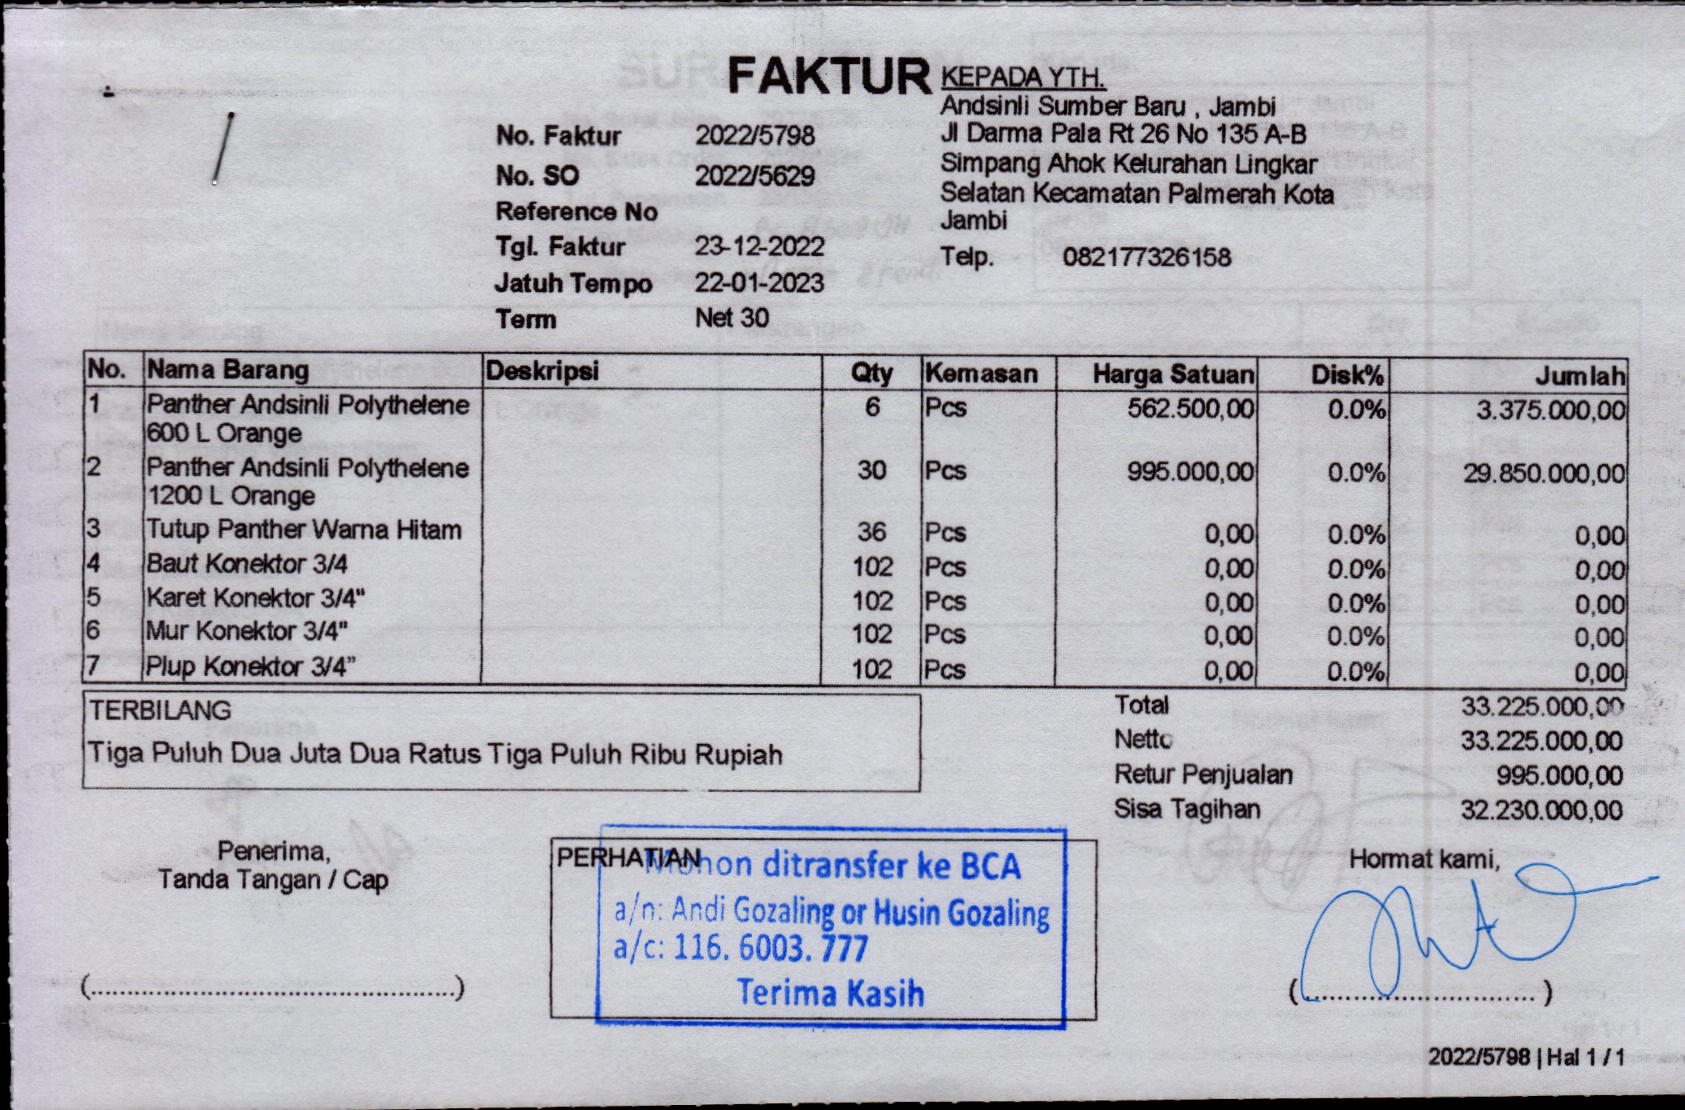 FAKTUR
No. Faktur 2022/5798
No. SO 2022/5629
Reference No
Tgl. Faktur 23-12-2022
Jatuh Tempo 22-01-2023
Term Net 30
KEPADA YTH.
Andsinli Sumber Baru , Jambi
Jl Darma Pala Rt 26 No 135 A-B
Simpang Ahok Kelurahan Lingkar
Selatan Kecamatan Palmerah Kota
Jambi
Telp. 082177326158
No. Nama Barang Deskripsi Qty Kemasan Harga Satuan Disk% Jumlah
1 Panther Andsinli Polythelene 6 Pcs 562.500,00 0.0% 3.375.000,00
600 L Orange
2 Panther Andsinli Polythelene 30 Pcs 995.000,00 0.0% 29.850.000,00
1200 L Orange
3 Tutup Panther Warna Hitam 36 Pcs 0,00 0.0% 0,00
4 Baut Konektor 3/4 102 Pcs 0,00 0.0% 0,00
5 Karet Konektor 3/4" 102 Pcs 0,00 0.0% 0,00
6 Mur Konektor 3/4" 102 Pcs 0,00 0.0% 0,00
7 Plup Konektor 3/4” 102 Pcs 0,00 0.0% 0,00
TERBILANG
Tiga Puluh Dua Juta Dua Ratus Tiga Puluh Ribu Rupiah
Total 33.225.000,00
Netto 33.225.000,00
Retur Penjualan 995.000,00
Sisa Tagihan 32.230.000,00
Penerima,
Tanda Tangan / Cap
(............................................)
PERHATIAN
Mohon ditransfer ke BCA
a/n: Andi Gozaling or Husin Gozaling
a/c: 116. 6003. 777
Terima Kasih
Hormat kami,
(............................)
2022/5798 | Hal 1 / 1